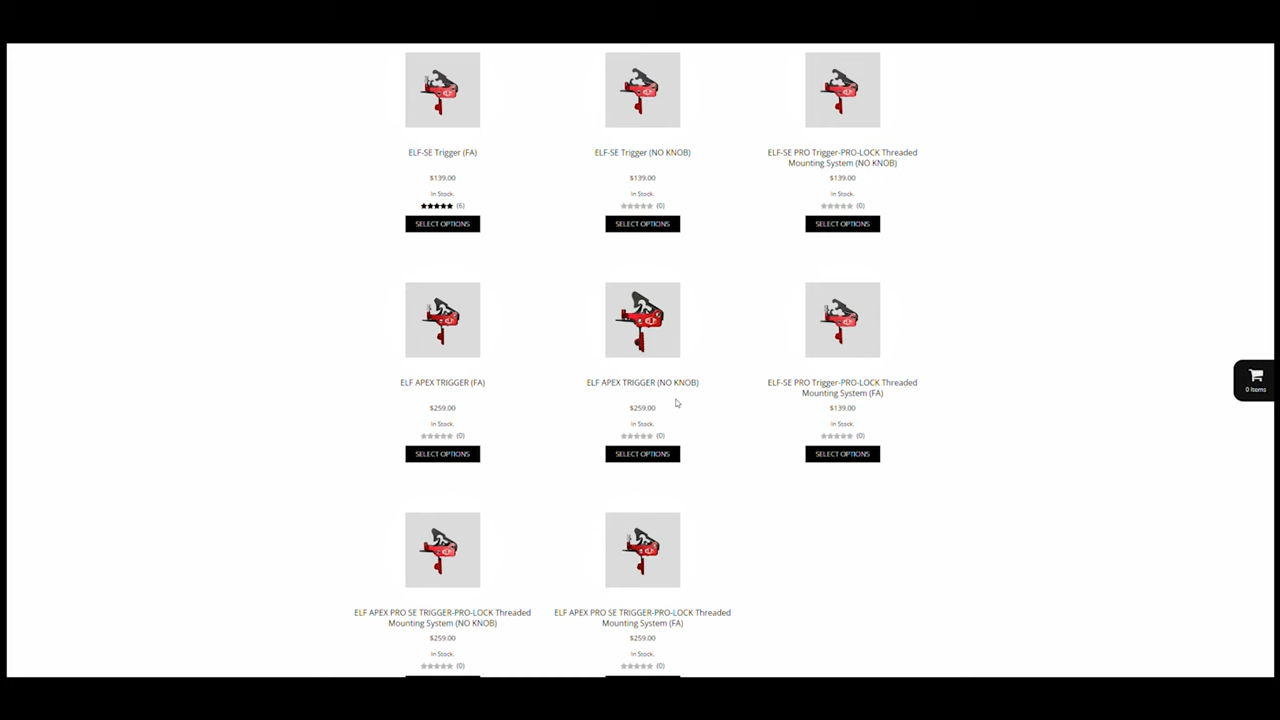 ELF-SE Trigger (FA)
$139.00
In Stock.
(6)
SELECT OPTIONS
ELF-SE Trigger (NO KNOB)
$139.00
In Stock.
(0)
SELECT OPTIONS
ELF-SE PRO Trigger-PRO-LOCK Threaded
Mounting System (NO KNOB)
$139.00
In Stock.
(0)
SELECT OPTIONS
ELF APEX TRIGGER (FA)
$259.00
In Stock.
(0)
SELECT OPTIONS
ELF APEX TRIGGER (NO KNOB)
$259.00
In Stock.
(0)
SELECT OPTIONS
ELF-SE PRO Trigger-PRO-LOCK Threaded
Mounting System (FA)
$139.00
In Stock.
(0)
SELECT OPTIONS
0 Items
ELF APEX PRO SE TRIGGER-PRO-LOCK Threaded
Mounting System (NO KNOB)
$259.00
In Stock.
(0)
ELF APEX PRO SE TRIGGER-PRO-LOCK Threaded
Mounting System (FA)
$259.00
In Stock.
(0)